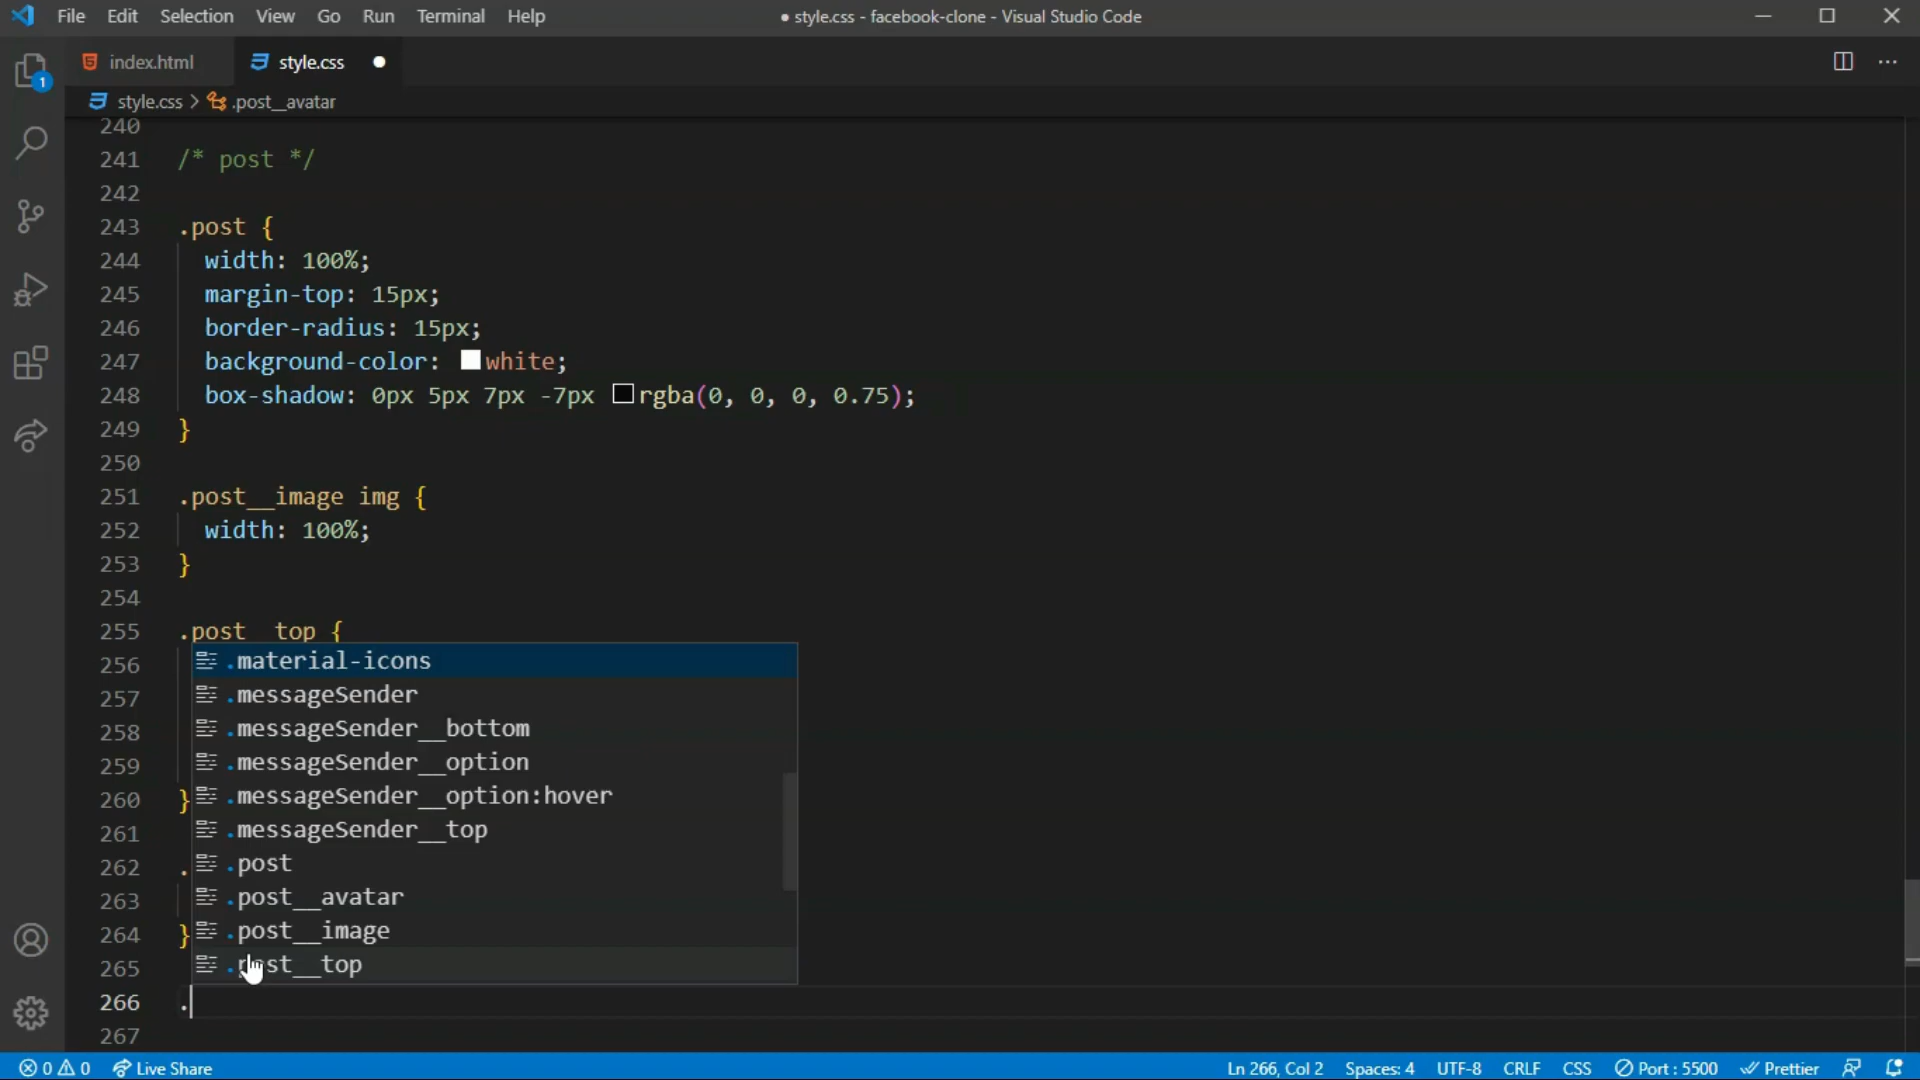 File Edit Selection View Go Run Terminal Help ● style.css - facebook-clone - Visual Studio Code
index.html style.css
style.css > .post__avatar
240
241 /* post */
242
243 .post {
244 width: 100%;
245 margin-top: 15px;
246 border-radius: 15px;
247 background-color: white;
248 box-shadow: 0px 5px 7px -7px rgba(0, 0, 0, 0.75);
249 }
250
251 .post__image img {
252 width: 100%;
253 }
254
255 .post__top {
256 .material-icons
257 .messageSender
258 .messageSender__bottom
259 .messageSender__option
260 } .messageSender__option:hover
261 .messageSender__top
262 . .post
263 .post__avatar
264 } .post__image
265 .post__top
266 .
267
0 0 Live Share Ln 266, Col 2 Spaces: 4 UTF-8 CRLF CSS Port : 5500 Prettier